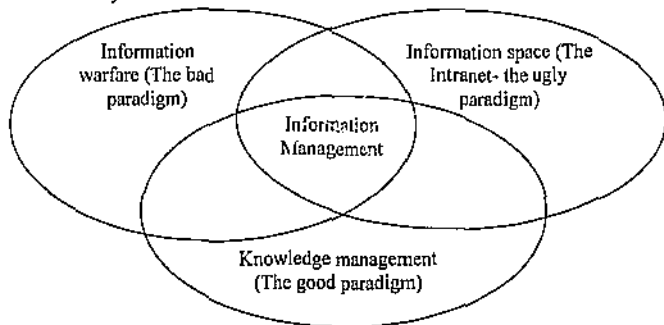 Information
warfare (The bad
paradigm)
Information space (The
Intranet- the ugly
paradigm)
Information
Management
Knowledge management
(The good paradigm)